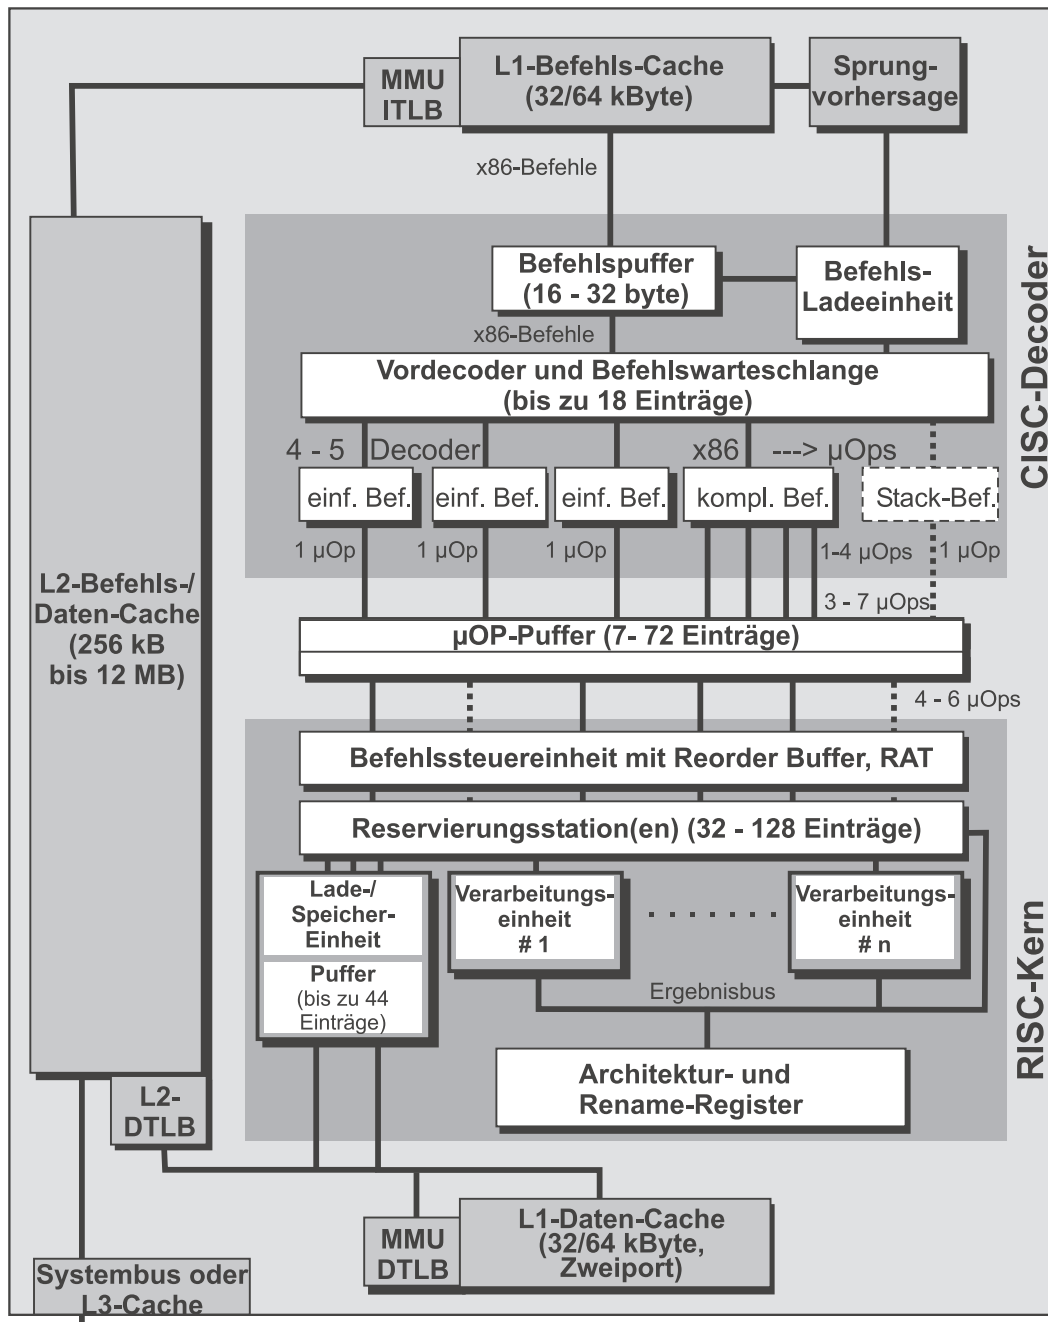 L1-Befehls-Cache
(32/64 kByte)
MMU
ITLB
Sprung-
vorhersage
x86-Befehle
Befehlspuffer
(16 - 32 byte)
Befehls-
Ladeeinheit
x86-Befehle
Vordecoder und Befehlswarteschlange
(bis zu 18 Einträge)
4 - 5 Decoder x86 ---> µOps
einf. Bef.
einf. Bef.
einf. Bef.
kompl. Bef.
Stack-Bef.
1 µOp
1 µOp
1 µOp
1-4 µOps
1 µOp
3 - 7 µOps
CISC-Decoder
L2-Befehls-/
Daten-Cache
(256 kB
bis 12 MB)
µOP-Puffer (7- 72 Einträge)
4 - 6 µOps
Befehlssteuereinheit mit Reorder Buffer, RAT
Reservierungsstation(en) (32 - 128 Einträge)
Lade-/
Speicher-
Einheit
Puffer
(bis zu 44
Einträge)
Verarbeitungs-
einheit
# 1
. . . . . . . . . .
Verarbeitungs-
einheit
# n
Ergebnisbus
Architektur- und
Rename-Register
RISC-Kern
L2-
DTLB
MMU
DTLB
L1-Daten-Cache
(32/64 kByte,
Zweiport)
Systembus oder
L3-Cache